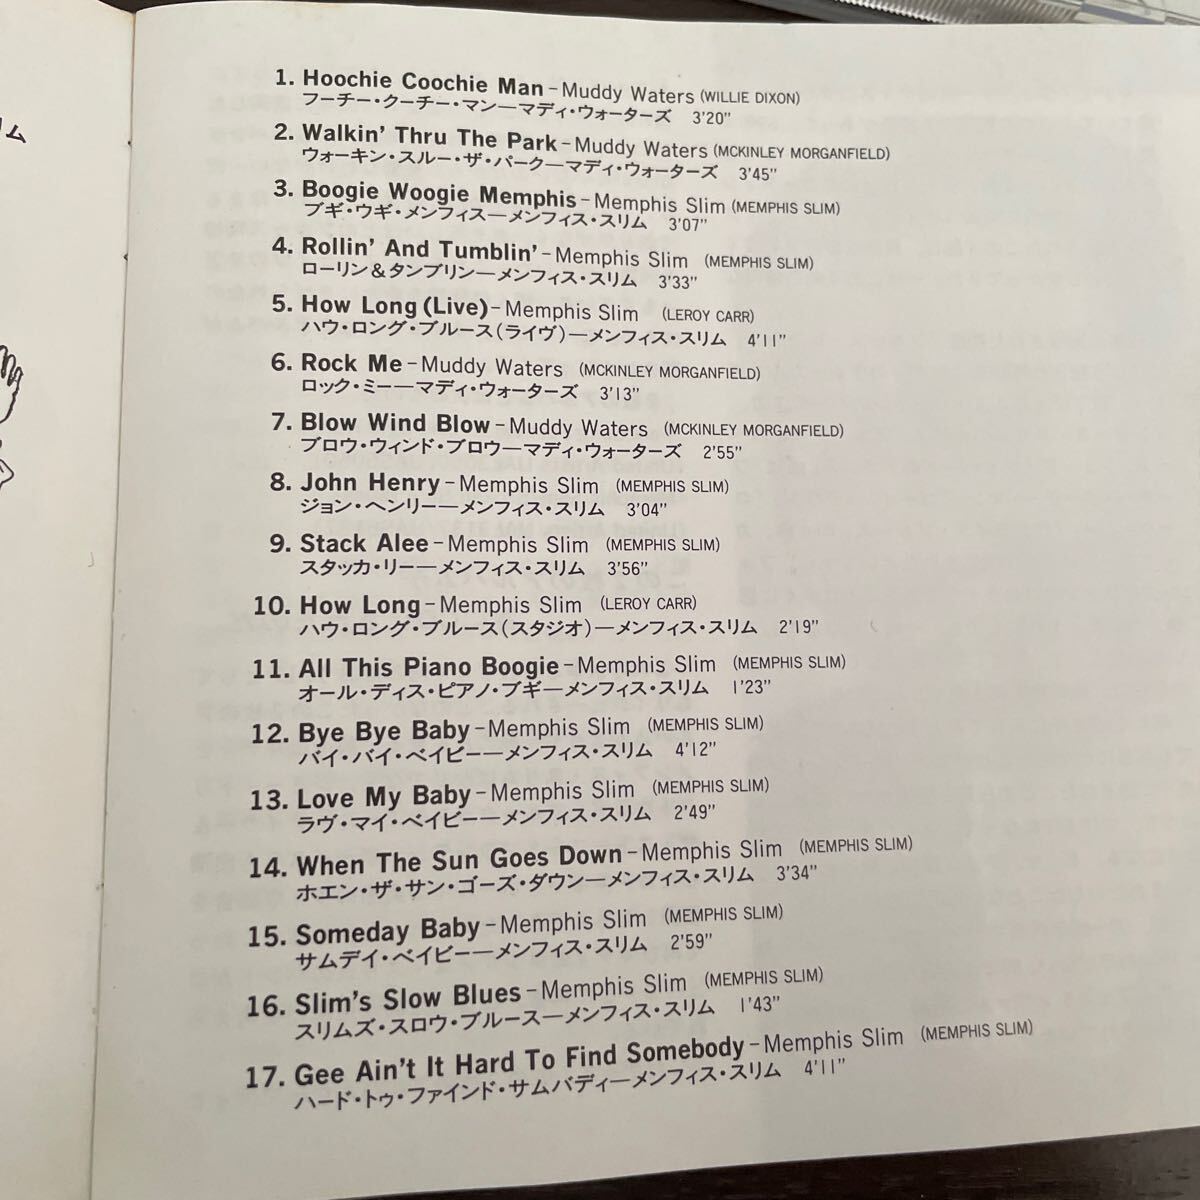 リム
1. Hoochie Coochie Man – Muddy Waters (WILLIE DIXON)
フーチー・クーチー・マン―マディ・ウォーターズ 3'20"
2. Walkin' Thru The Park – Muddy Waters (MCKINLEY MORGANFIELD)
ウォーキン・スルー・ザ・パーク―マディ・ウォーターズ 3'45"
3. Boogie Woogie Memphis – Memphis Slim (MEMPHIS SLIM)
ブギ・ウギ・メンフィス―メンフィス・スリム 3'07"
4. Rollin' And Tumblin' – Memphis Slim (MEMPHIS SLIM)
ローリン&タンブリン―メンフィス・スリム 3'33"
5. How Long (Live) – Memphis Slim (LEROY CARR)
ハウ・ロング・ブルース(ライヴ)―メンフィス・スリム 4'11"
6. Rock Me – Muddy Waters (MCKINLEY MORGANFIELD)
ロック・ミー―マディ・ウォーターズ 3'13"
7. Blow Wind Blow – Muddy Waters (MCKINLEY MORGANFIELD)
ブロウ・ウィンド・ブロウ―マディ・ウォーターズ 2'55"
8. John Henry – Memphis Slim (MEMPHIS SLIM)
ジョン・ヘンリー―メンフィス・スリム 3'04"
9. Stack Alee – Memphis Slim (MEMPHIS SLIM)
スタッカ・リー―メンフィス・スリム 3'56"
10. How Long – Memphis Slim (LEROY CARR)
ハウ・ロング・ブルース(スタジオ)―メンフィス・スリム 2'19"
11. All This Piano Boogie – Memphis Slim (MEMPHIS SLIM)
オール・ディス・ピアノ・ブギ―メンフィス・スリム 1'23"
12. Bye Bye Baby – Memphis Slim (MEMPHIS SLIM)
バイ・バイ・ベイビー―メンフィス・スリム 4'12"
13. Love My Baby – Memphis Slim (MEMPHIS SLIM)
ラヴ・マイ・ベイビー―メンフィス・スリム 2'49"
14. When The Sun Goes Down – Memphis Slim (MEMPHIS SLIM)
ホエン・ザ・サン・ゴーズ・ダウン―メンフィス・スリム 3'34"
15. Someday Baby – Memphis Slim (MEMPHIS SLIM)
サムデイ・ベイビー―メンフィス・スリム 2'59"
16. Slim's Slow Blues – Memphis Slim (MEMPHIS SLIM)
スリムズ・スロウ・ブルース―メンフィス・スリム 1'43"
17. Gee Ain't It Hard To Find Somebody – Memphis Slim (MEMPHIS SLIM)
ハード・トゥ・ファインド・サムバディ―メンフィス・スリム 4'11"